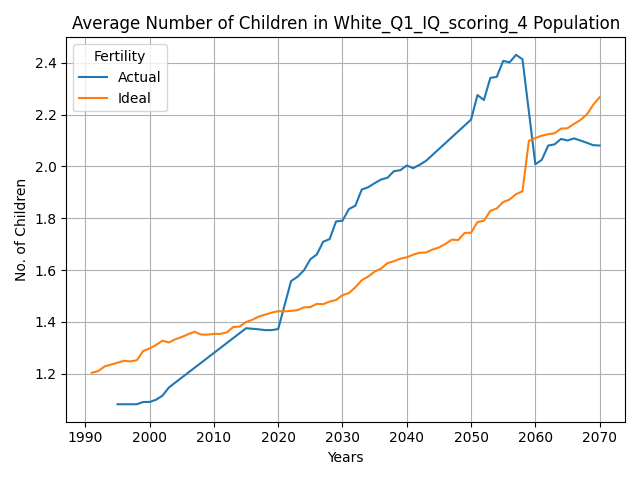 Average Number of Children in White_Q1_IQ_scoring_4 Population
Fertility
Actual
Ideal
No. of Children
2.4
2.2
2.0
1.8
1.6
1.4
1.2
1990 2000 2010 2020 2030 2040 2050 2060 2070
Years